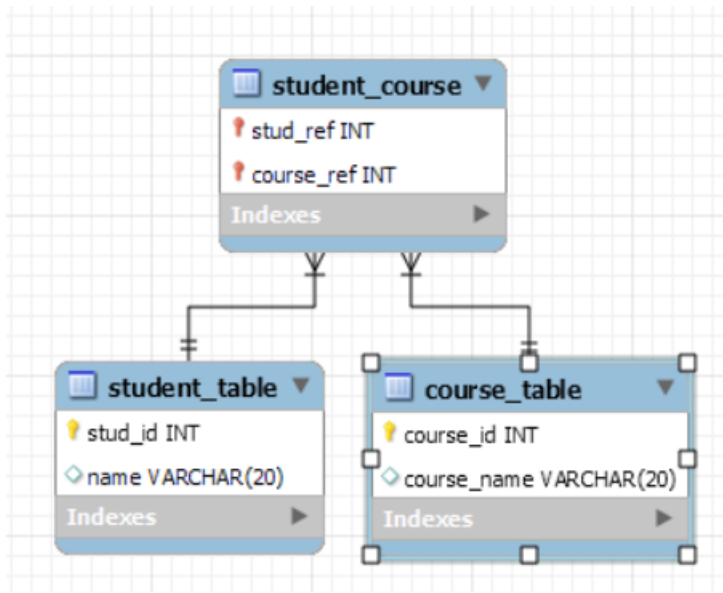 student_course
stud_ref INT
course_ref INT
Indexes
student_table
stud_id INT
name VARCHAR(20)
Indexes
course_table
course_id INT
course_name VARCHAR(20)
Indexes